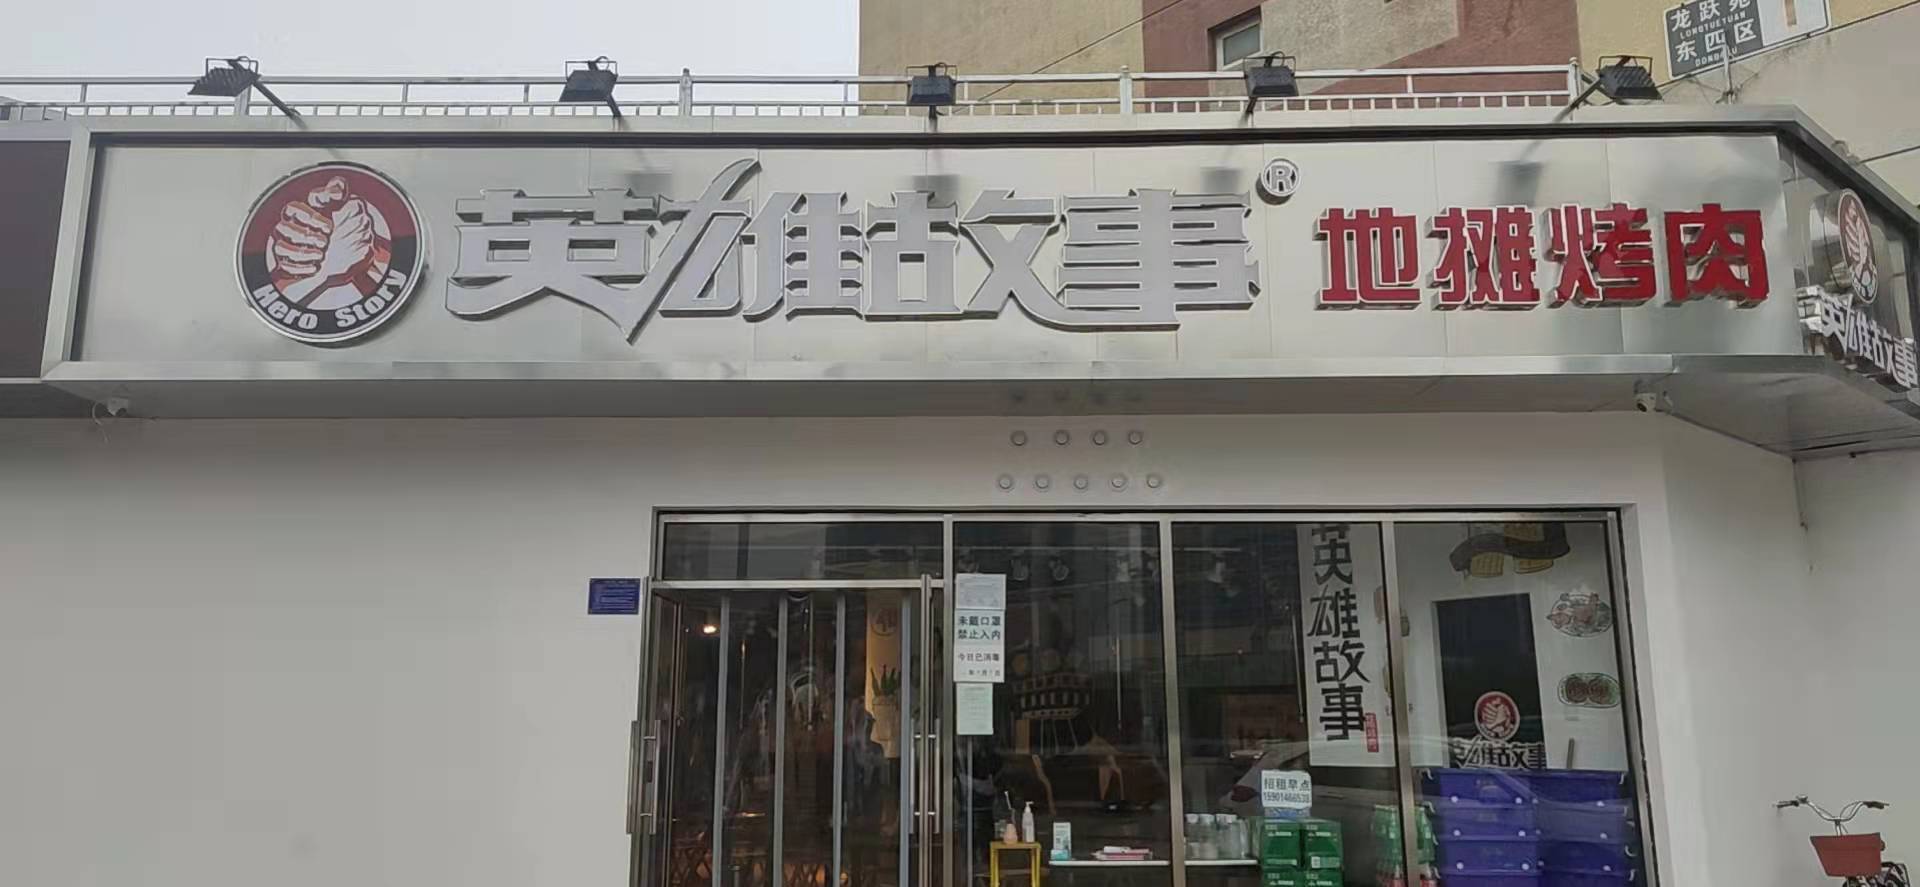 龙跃苑
LONGYUEYUAN
东四区
英雄故事®
地摊烤肉
Hero Story
英雄故事
未戴口罩
禁止入内
今日已消毒
英雄故事
招租早点
15901466538
英雄故事